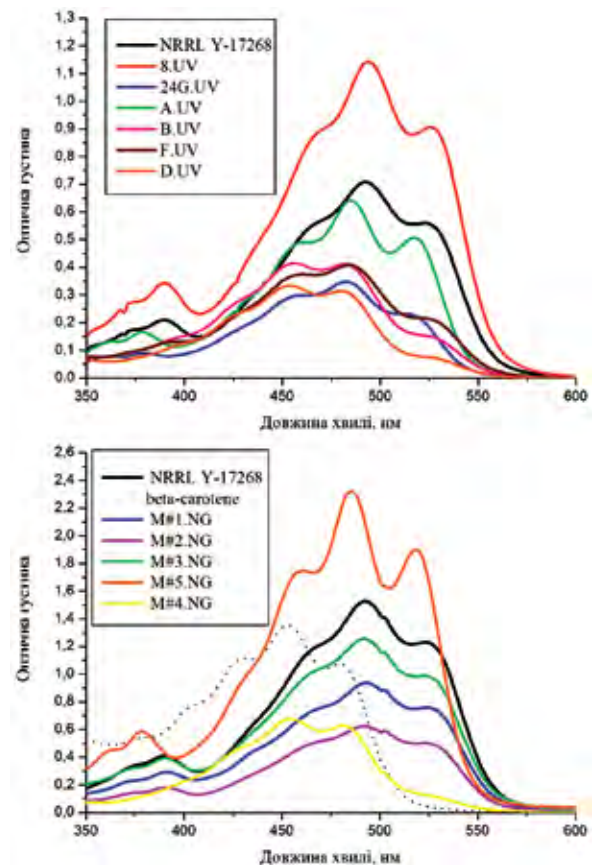 Оптична густина
1,3
1,2
1,1
1,0
0,9
0,8
0,7
0,6
0,5
0,4
0,3
0,2
0,1
0,0
NRRL Y-17268
8.UV
24G.UV
A.UV
B.UV
F.UV
D.UV
350 400 450 500 550 600
Довжина хвилі, нм
Оптична густина
2,6
2,4
2,2
2,0
1,8
1,6
1,4
1,2
1,0
0,8
0,6
0,4
0,2
0,0
NRRL Y-17268
beta-carotene
M#1.NG
M#2.NG
M#3.NG
M#5.NG
M#4.NG
350 400 450 500 550 600
Довжина хвилі, нм